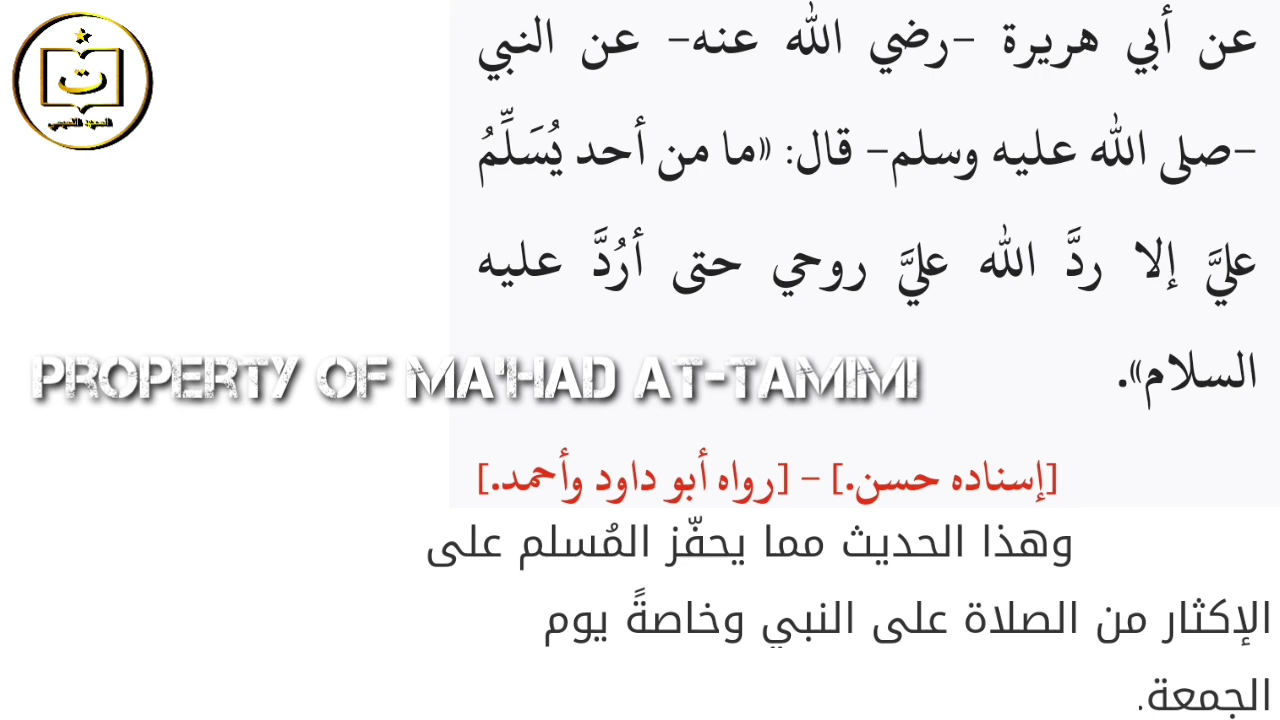 عن أبي هريرة -رضي الله عنه- عن النبي
-صلى الله عليه وسلم- قال: «ما من أحد يُسَلِّمُ
عليَّ إلا ردَّ الله عليَّ روحي حتى أرُدَّ عليه
السلام».
PROPERTY OF MA'HAD AT-TAMIMI
[إسناده حسن.] - [رواه أبو داود وأحمد.]
وهذا الحديث مما يحفّز المُسلم على
الإكثار من الصلاة على النبي وخاصةً يوم
الجمعة.
ت